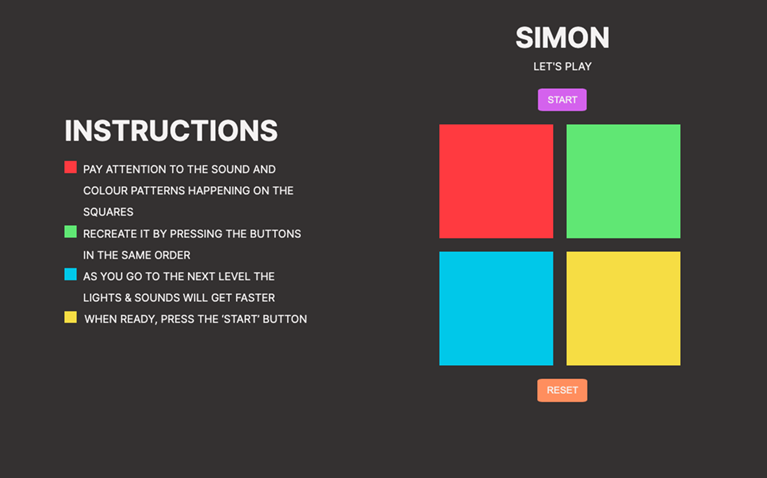 SIMON
LET'S PLAY
START
INSTRUCTIONS
PAY ATTENTION TO THE SOUND AND
COLOUR PATTERNS HAPPENING ON THE
SQUARES
RECREATE IT BY PRESSING THE BUTTONS
IN THE SAME ORDER
AS YOU GO TO THE NEXT LEVEL THE
LIGHTS & SOUNDS WILL GET FASTER
WHEN READY, PRESS THE ‘START’ BUTTON
RESET